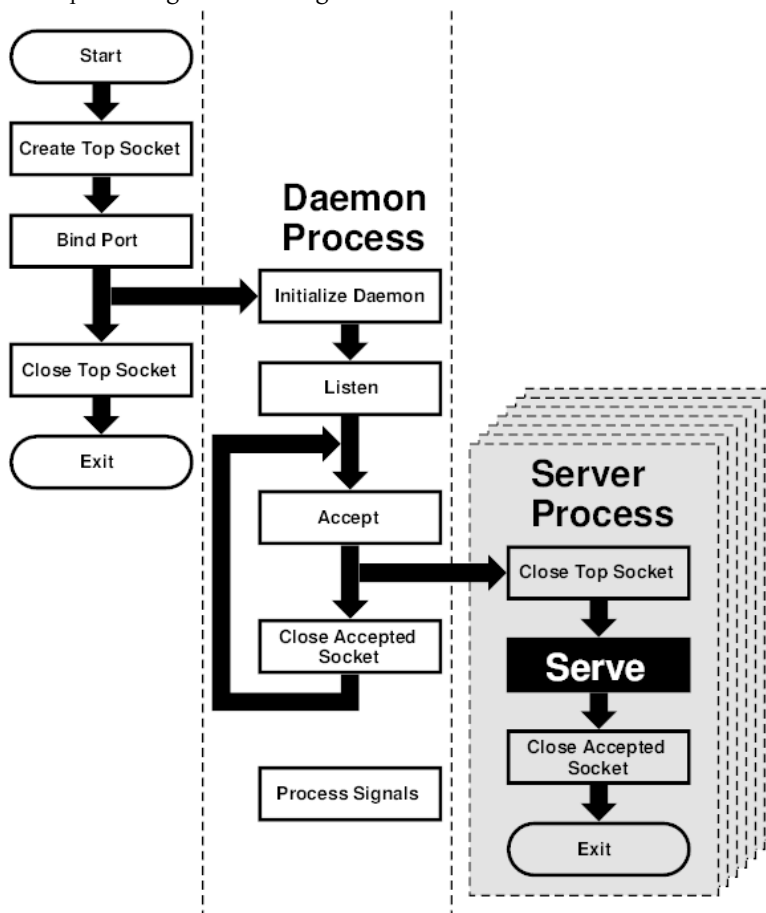 Start
Create Top Socket
Bind Port
Close Top Socket
Exit
Daemon
Process
Initialize Daemon
Listen
Accept
Close Accepted
Socket
Process Signals
Server
Process
Close Top Socket
Serve
Close Accepted
Socket
Exit